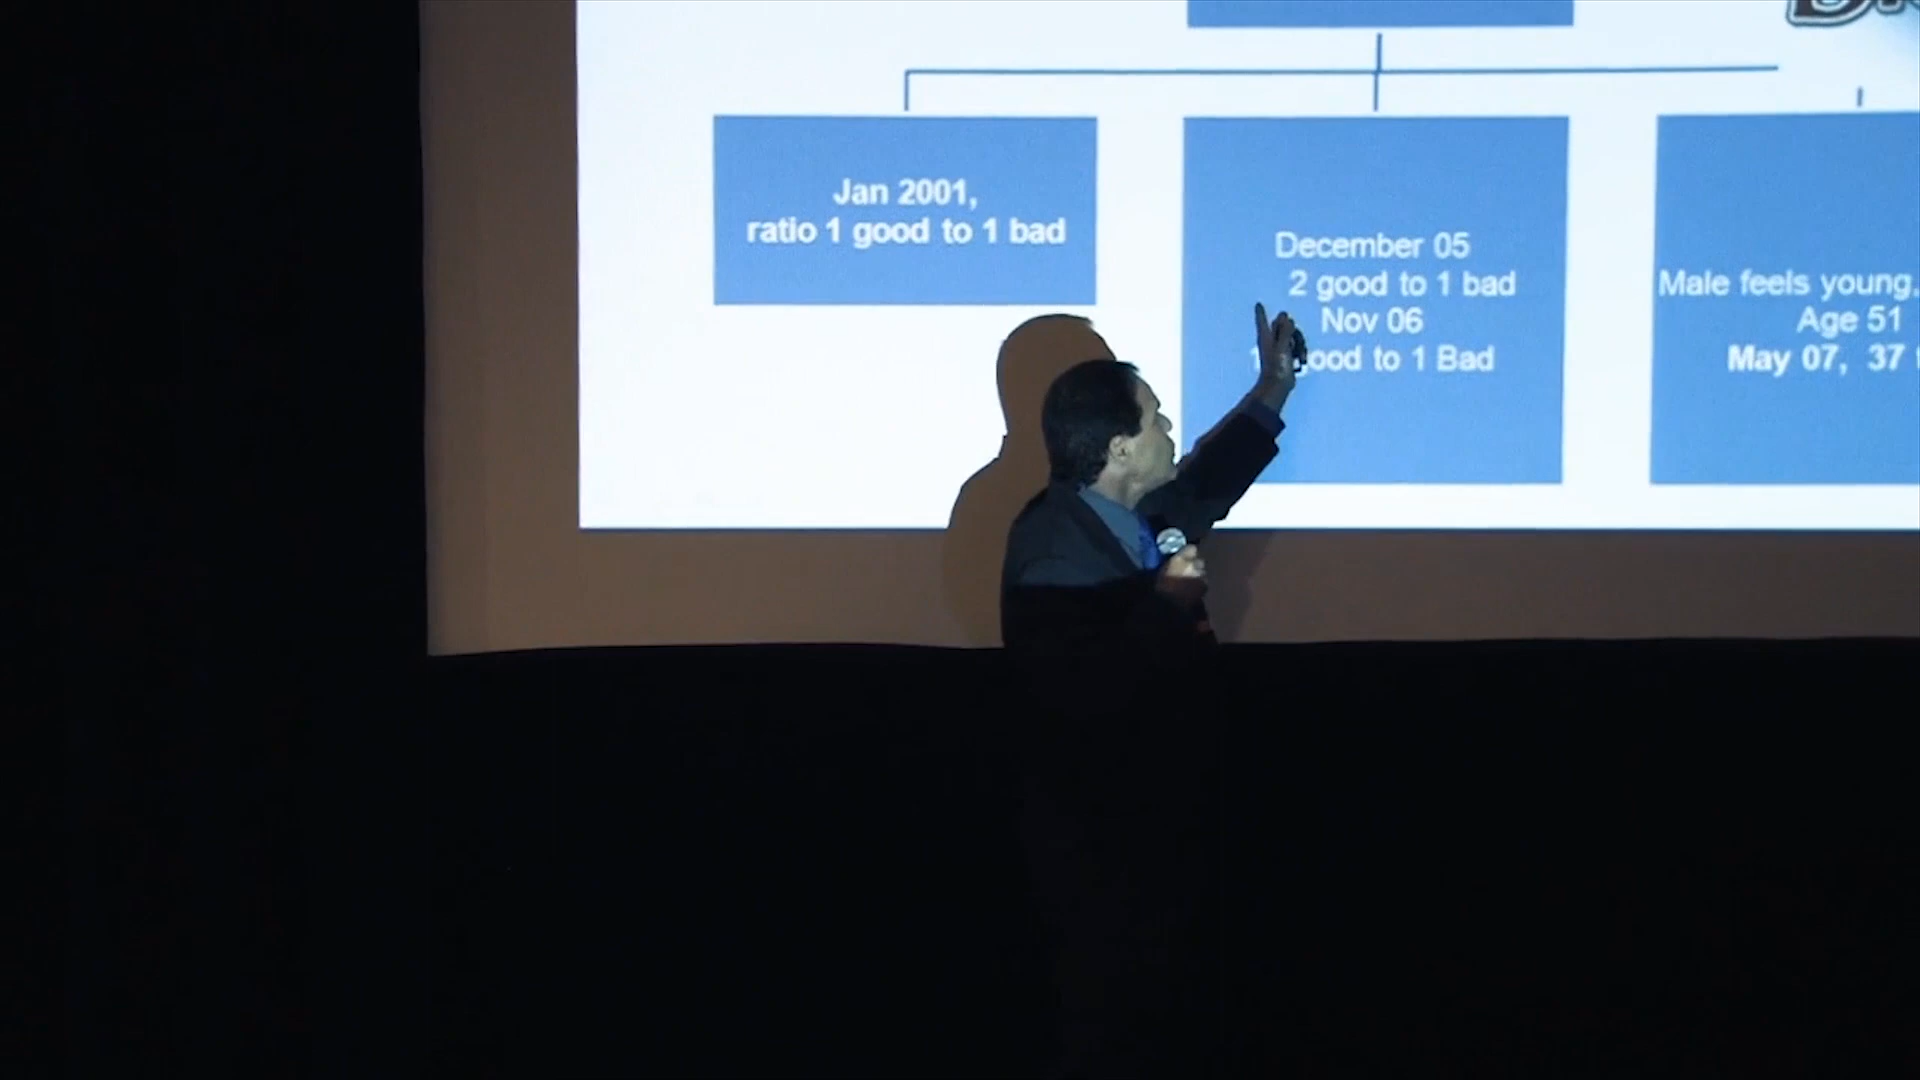 Jan 2001,
ratio 1 good to 1 bad
December 05
2 good to 1 bad
Nov 06
to 1 Bad
Male feels young.
Age 51
May 07, 37